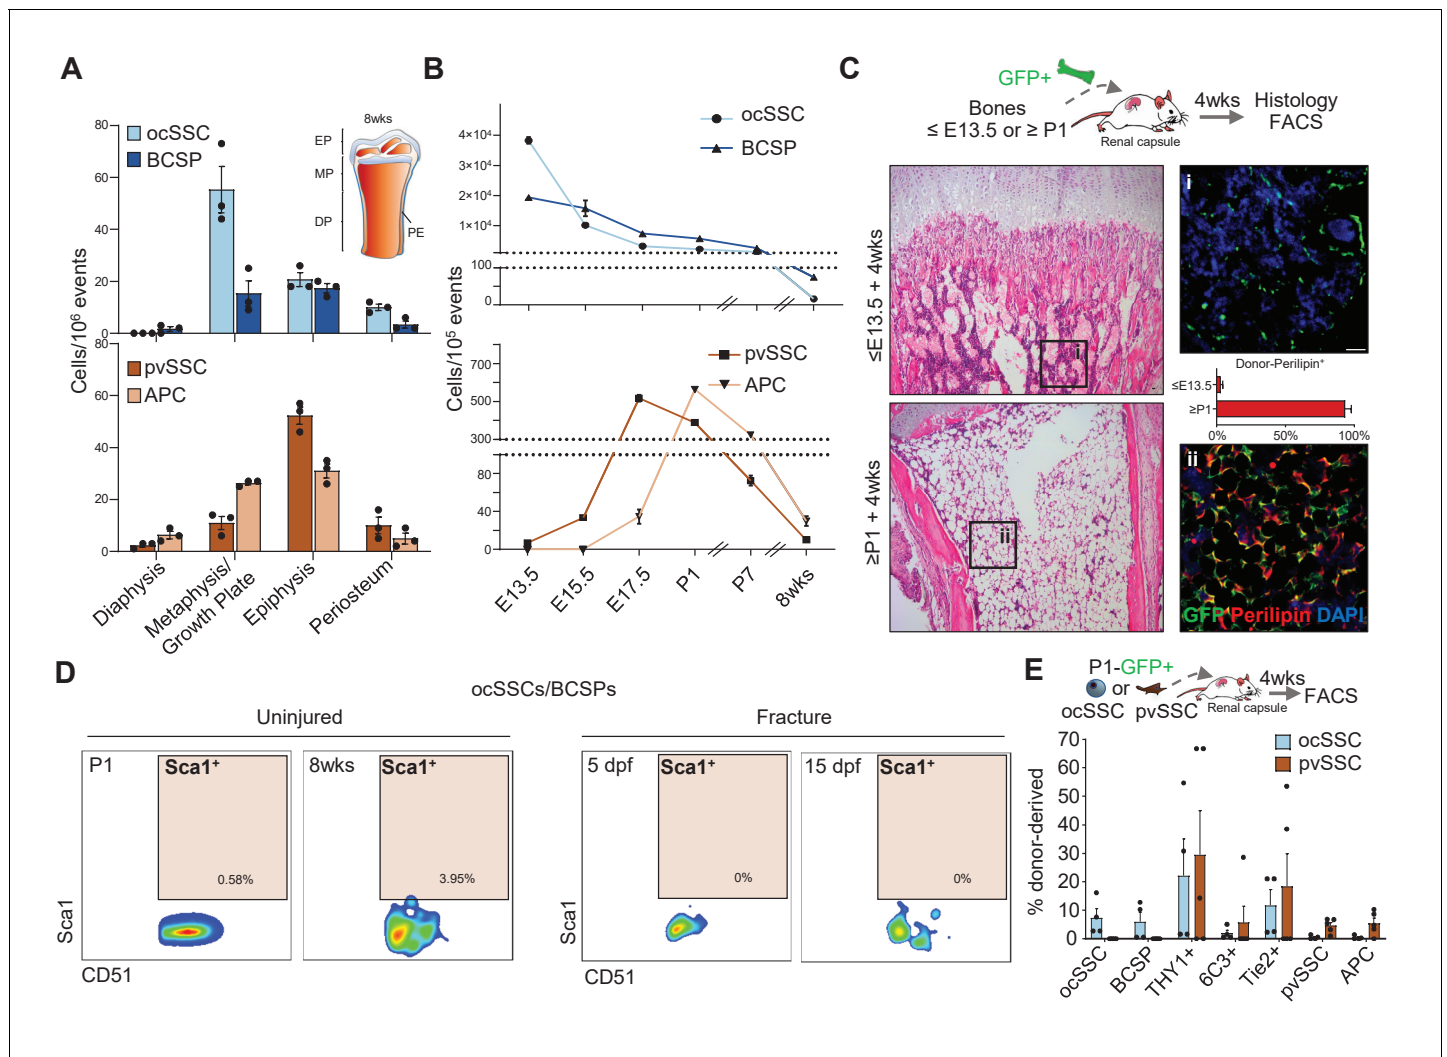 A
80
60
40
20
0
ocSSC
BCSP
8wks
EP
MP
DP
PE
Cells/10⁶ events
80
60
40
20
0
pvSSC
APC
Diaphysis
Metaphysis/
Growth Plate
Epiphysis
Periosteum
B
4×10⁴
3×10⁴
2×10⁴
1×10⁴
100
0
ocSSC
BCSP
Cells/10⁵ events
700
500
300
80
40
0
pvSSC
APC
E13.5
E15.5
E17.5
P1
P7
8wks
C
GFP+
Bones
≤ E13.5 or ≥ P1
Renal capsule
4wks
Histology
FACS
≤E13.5 + 4wks
i
i
Donor-Perilipin⁺
≤E13.5
≥P1
0%
50%
100%
≥P1 + 4wks
ii
ii
GFP Perilipin DAPI
D
ocSSCs/BCSPs
Uninjured
Fracture
P1
Sca1⁺
0.58%
8wks
Sca1⁺
3.95%
5 dpf
Sca1⁺
0%
15 dpf
Sca1⁺
0%
Sca1
CD51
Sca1
CD51
E
P1-GFP+
or
ocSSC
pvSSC
Renal capsule
4wks
FACS
% donor-derived
70
60
50
40
30
20
10
0
ocSSC
pvSSC
ocSSC
BCSP
THY1+
6C3+
Tie2+
pvSSC
APC